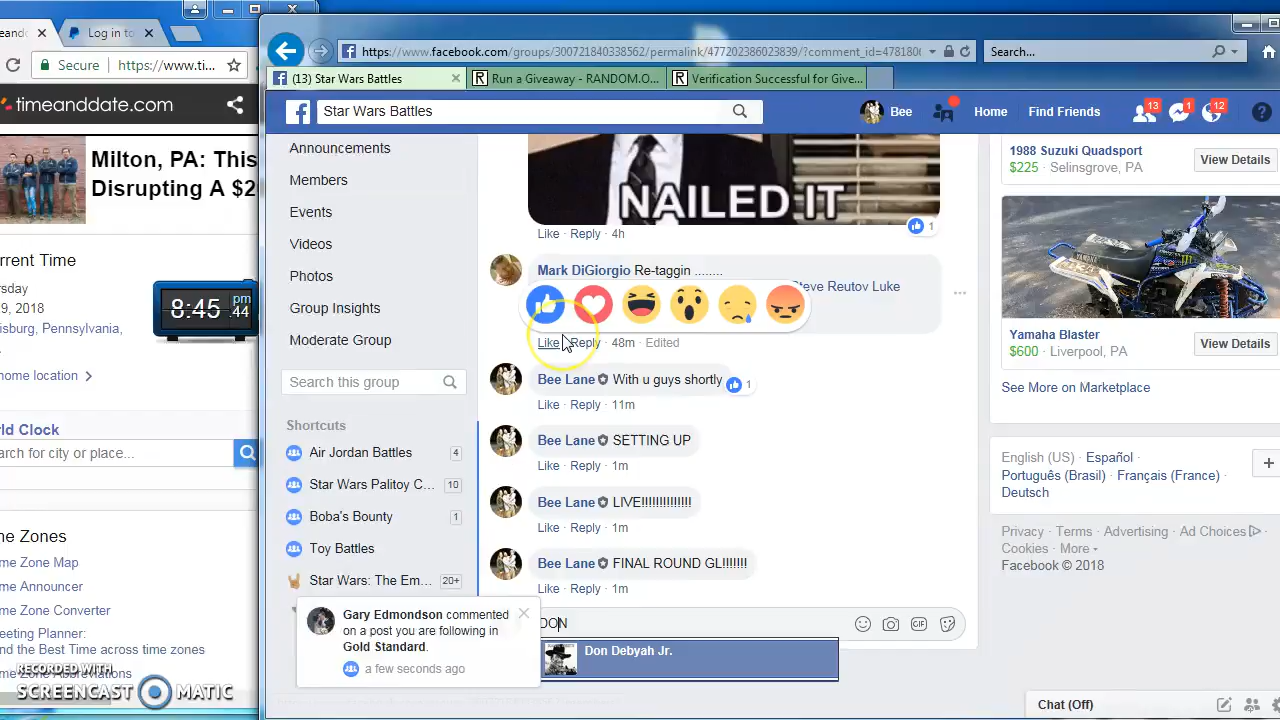 Log in to
Secure
https://www.ti...
timeanddate.com
Milton, PA: This
Disrupting A $2
rrent Time
8:45 pm
44
home location
rld Clock
earch for city or place...
me Zones
me Zone Map
me Zone Converter
eeting Planner:
nd the Best Time across time zones
me Zone Abbreviations
RECORDED WITH
SCREENCAST MATIC
https://www.facebook.com/groups/300721840338562/permalink/477202386023839/?comment_id=4781800
Search...
(13) Star Wars Battles
Run a Giveaway - RANDOM.O...
Verification Successful for Give...
Star Wars Battles
Bee
Home
Find Friends
13
1
12
Announcements
Members
Events
Videos
Photos
Group Insights
Moderate Group
Search this group
Shortcuts
Air Jordan Battles 4
Star Wars Palitoy C... 10
Boba's Bounty 1
Toy Battles
Star Wars: The Em... 20+
Gary Edmondson commented
on a post you are following in
Gold Standard.
a few seconds ago
NAILED IT
Like · Reply · 4h
1
Mark DiGiorgio Re-taggin ........
Steve Reutov Luke
Like · Reply · 48m · Edited
Bee Lane With u guys shortly
1
Like · Reply · 11m
Bee Lane SETTING UP
Like · Reply · 1m
Bee Lane LIVE!!!!!!!!!!!!!!
Like · Reply · 1m
Bee Lane FINAL ROUND GL!!!!!!!
Like · Reply · 1m
DON
GIF
Don Debyah Jr.
1988 Suzuki Quadsport
$225 · Selinsgrove, PA
View Details
Yamaha Blaster
$600 · Liverpool, PA
View Details
See More on Marketplace
English (US) · Español ·
Português (Brasil) · Français (France) ·
Deutsch
Privacy · Terms · Advertising · Ad Choices ·
Cookies · More
Facebook © 2018
Chat (Off)